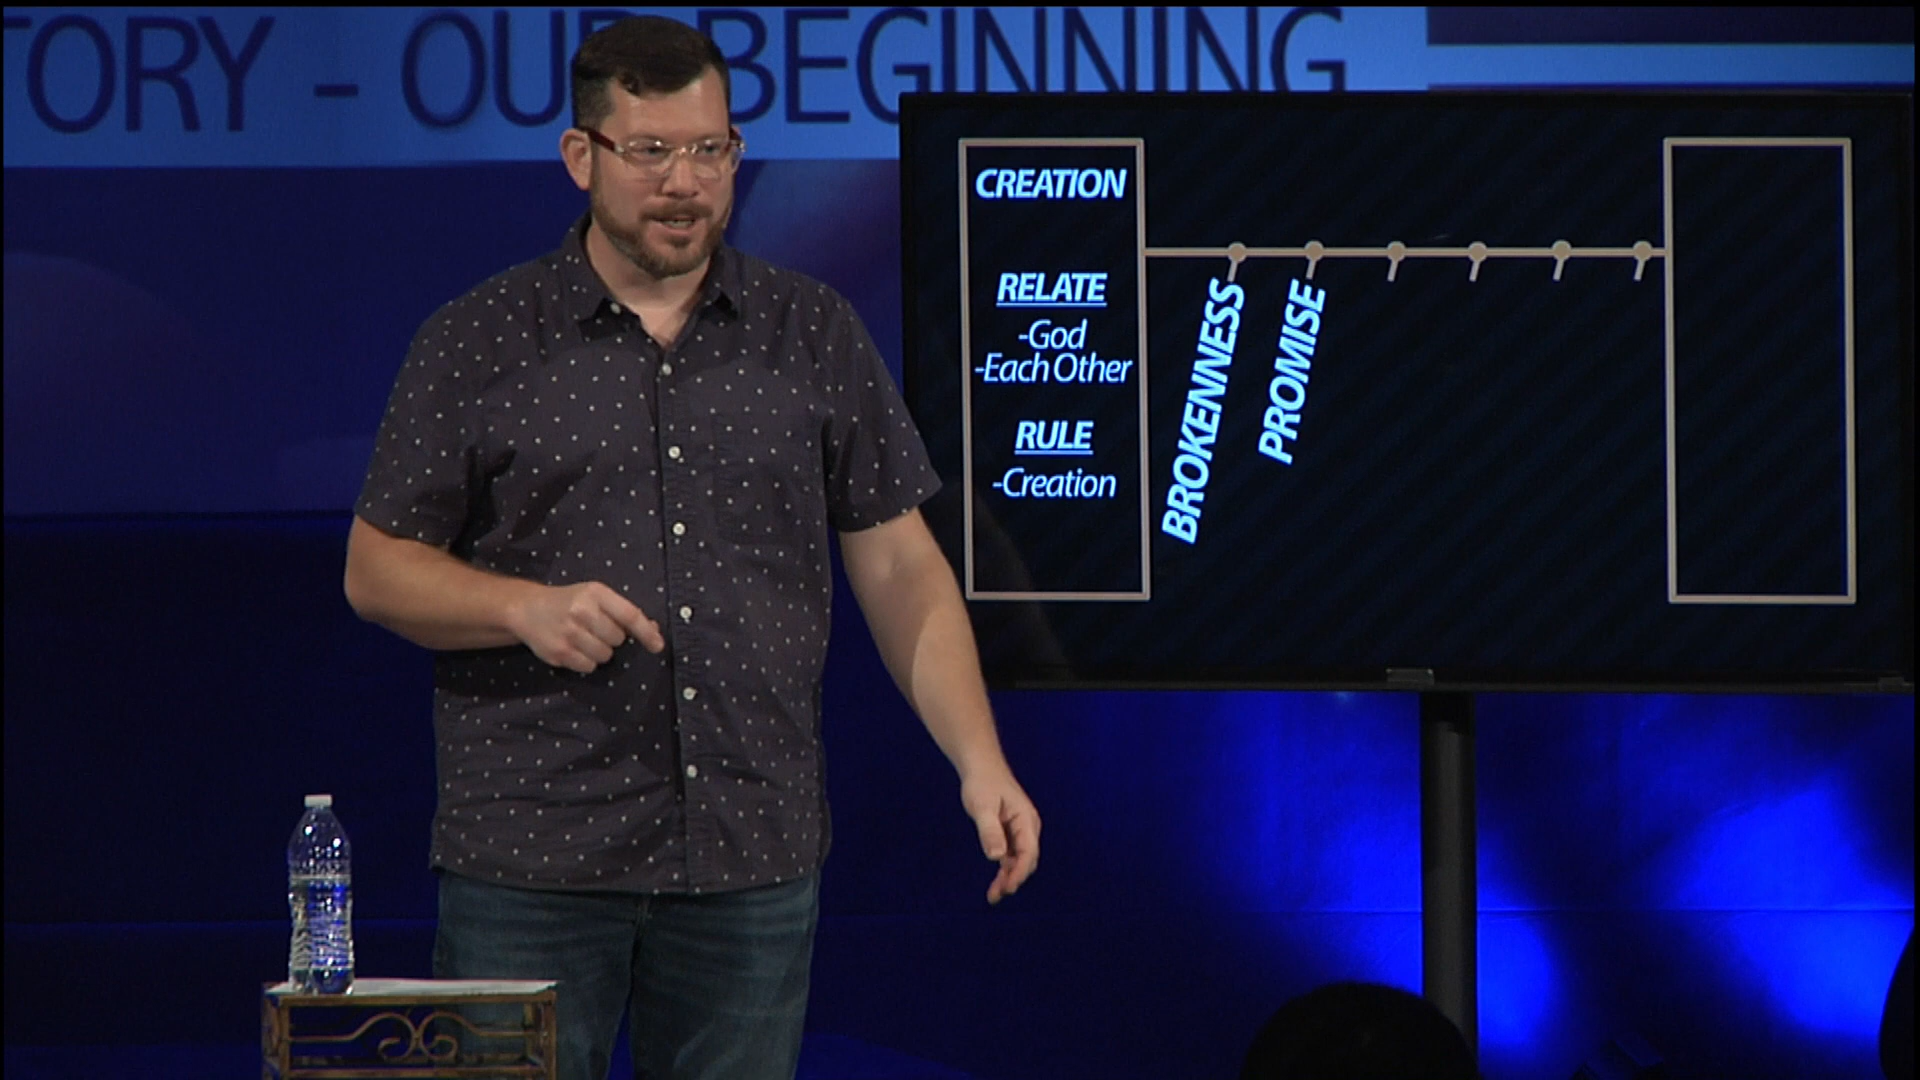 TORY - OUR BEGINNING
CREATION
RELATE
-God
-Each Other
RULE
-Creation
BROKENNESS
PROMISE